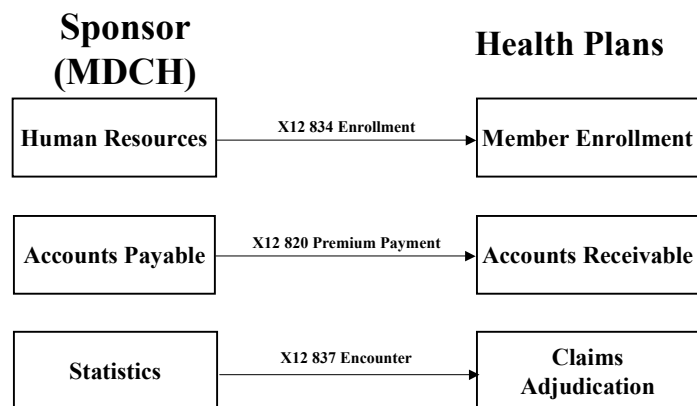 Sponsor
(MDCH)
Health Plans
Human Resources
X12 834 Enrollment
Member Enrollment
Accounts Payable
X12 820 Premium Payment
Accounts Receivable
Statistics
X12 837 Encounter
Claims
Adjudication